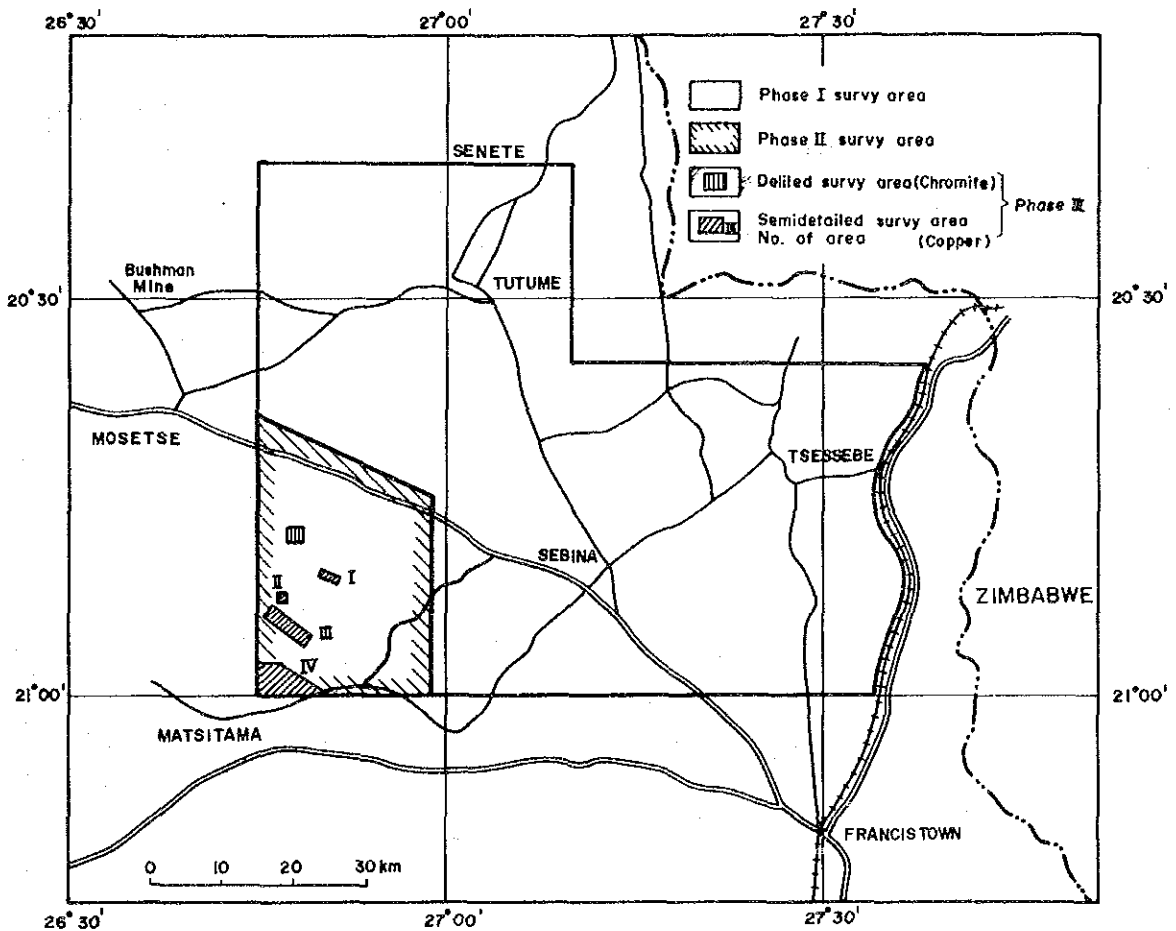 26° 30'
27° 00'
27° 30'
Phase I survy area
Phase II survy area
Deliled survy area(Chromite)
Phase III
Semidetailed survy area
No. of area (Copper)
IX
SENETE
Bushman
Mine
TUTUME
20° 30'
20° 30'
MOSETSE
TSESSEBE
SEBINA
ZIMBABWE
I
II
III
IV
21° 00'
21° 00'
MATSITAMA
FRANCISTOWN
0 10 20 30 km
26° 30'
27° 00'
27° 30'